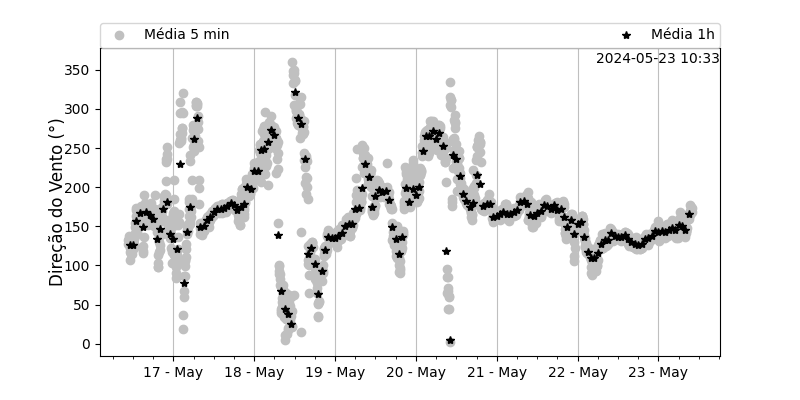 Média 5 min
Média 1h
2024-05-23 10:33
Direção do Vento (°)
350
300
250
200
150
100
50
0
17 - May
18 - May
19 - May
20 - May
21 - May
22 - May
23 - May